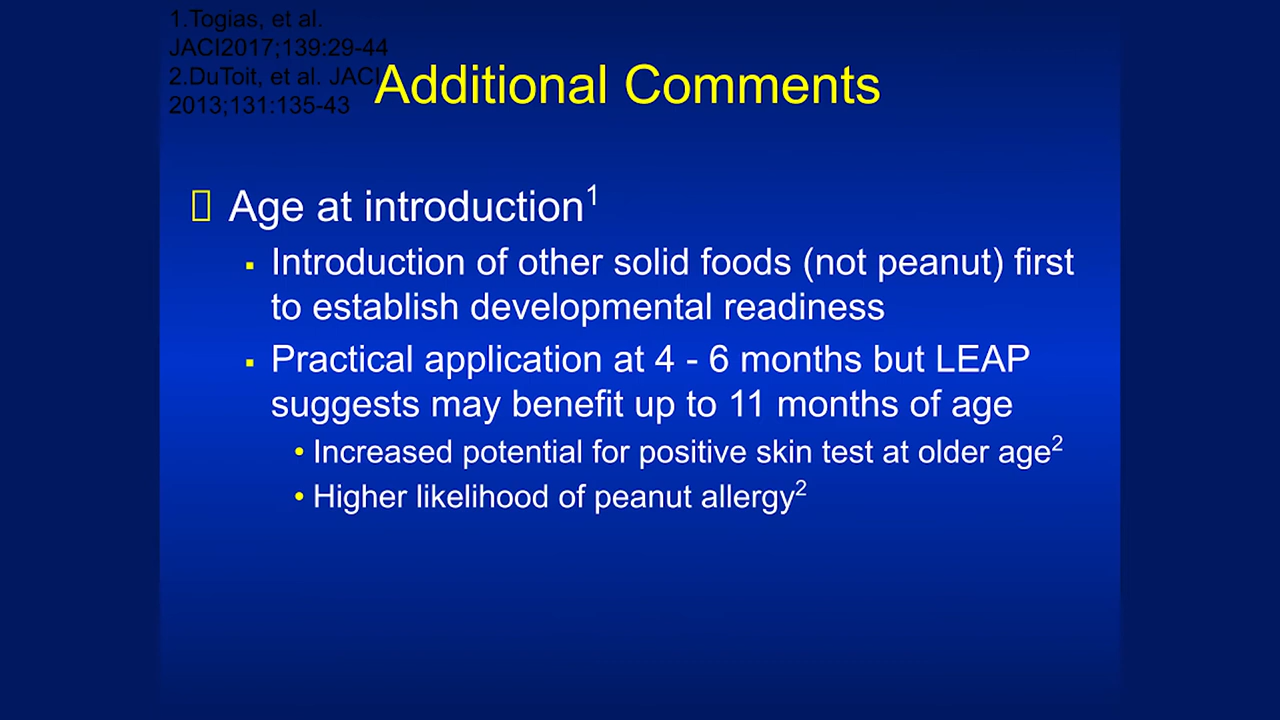 1.Togias, et al.
JACI2017;139:29-44
2.DuToit, et al. JACI
2013;131:135-43
Additional Comments
Age at introduction1
Introduction of other solid foods (not peanut) first
to establish developmental readiness
Practical application at 4 - 6 months but LEAP
suggests may benefit up to 11 months of age
Increased potential for positive skin test at older age2
Higher likelihood of peanut allergy2